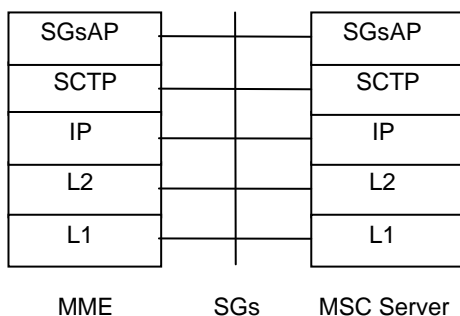 SGsAP SGsAP
SCTP SCTP
IP IP
L2 L2
L1 L1
MME SGs MSC Server